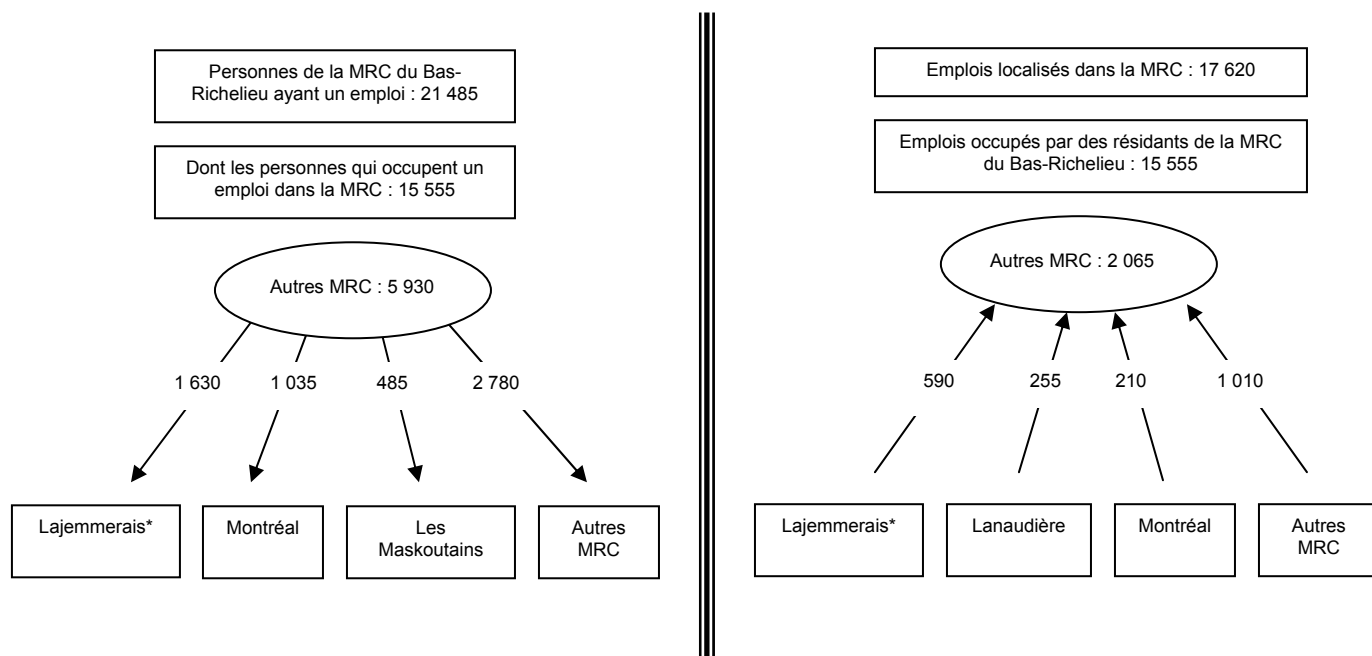 Personnes de la MRC du Bas-
Richelieu ayant un emploi : 21 485
Dont les personnes qui occupent un
emploi dans la MRC : 15 555
Autres MRC : 5 930
1 630
1 035
485
2 780
Lajemmerais*
Montréal
Les
Maskoutains
Autres
MRC
Emplois localisés dans la MRC : 17 620
Emplois occupés par des résidants de la MRC
du Bas-Richelieu : 15 555
Autres MRC : 2 065
590
255
210
1 010
Lajemmerais*
Lanaudière
Montréal
Autres
MRC